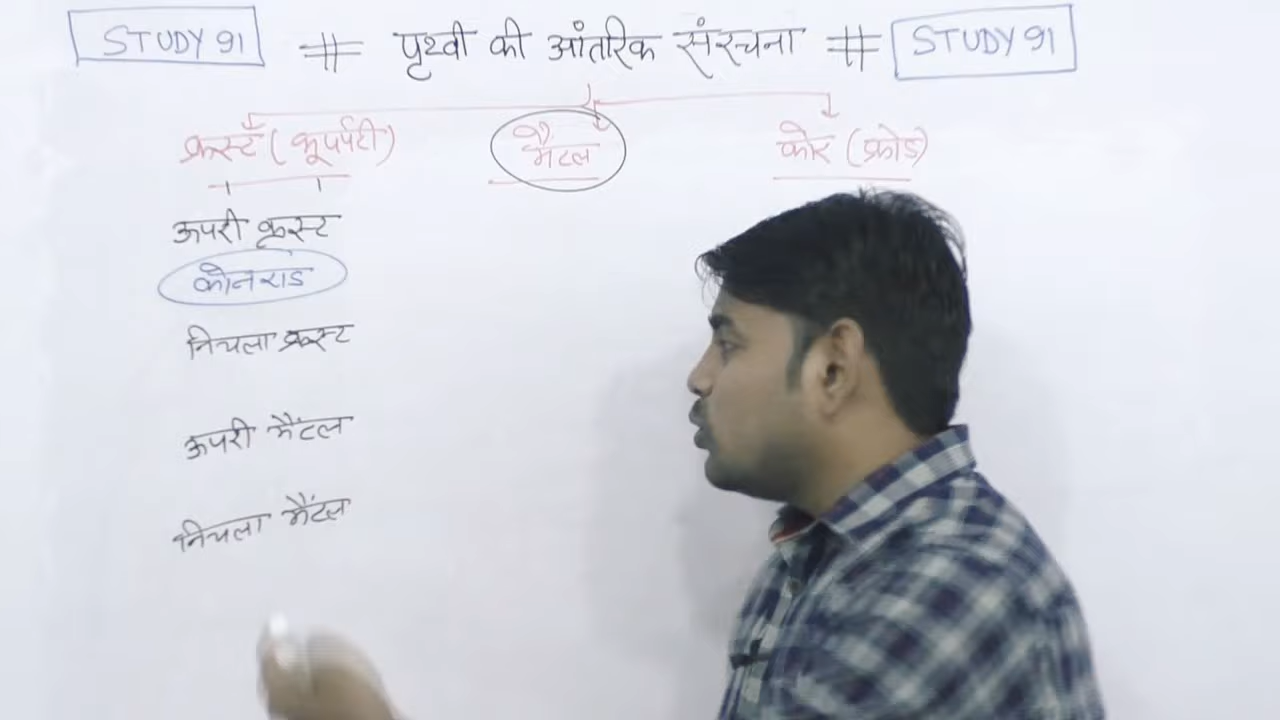 STUDY 91 # पृथ्वी की आंतरिक संरचना # STUDY 91
क्रस्ट (भूपर्पटी) मैंटल कोर (क्रोड)
ऊपरी क्रस्ट
कोनराड
निचला क्रस्ट
ऊपरी मैंटल
निचला मैंटल